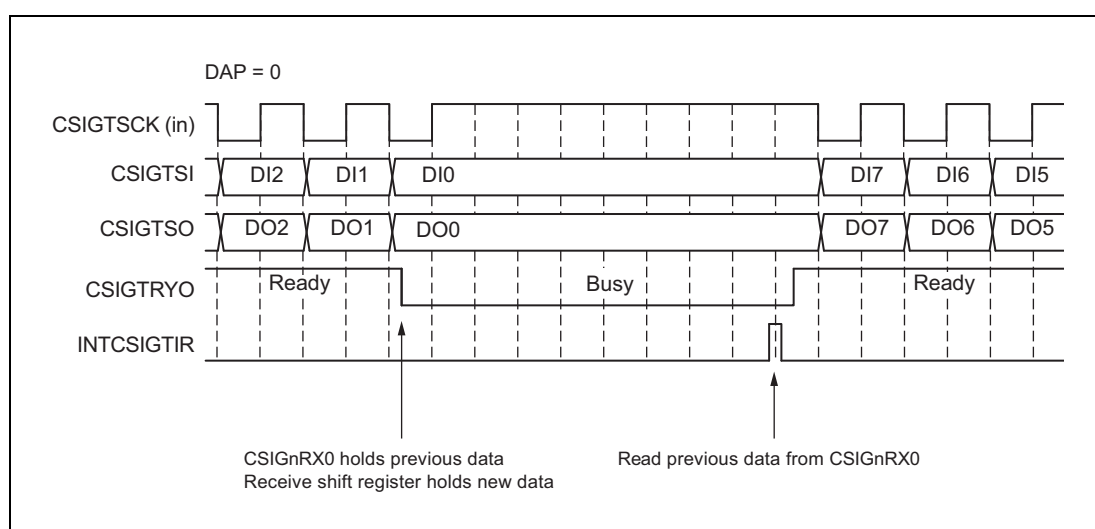 DAP = 0
CSIGTSCK (in)
CSIGTSI DI2 DI1 DI0 DI7 DI6 DI5
CSIGTSO DO2 DO1 DO0 DO7 DO6 DO5
CSIGTRYO Ready Busy Ready
INTCSIGTIR
CSIGnRX0 holds previous data Read previous data from CSIGnRX0
Receive shift register holds new data